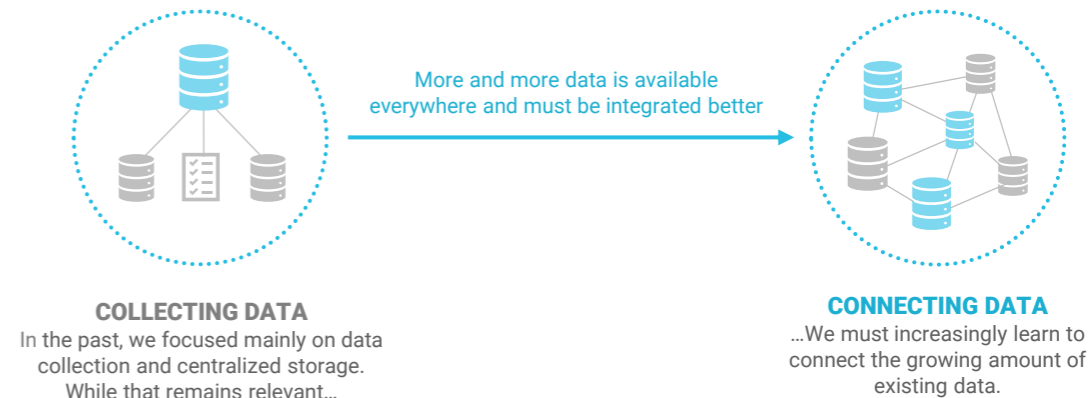 More and more data is available
everywhere and must be integrated better
COLLECTING DATA
In the past, we focused mainly on data
collection and centralized storage.
While that remains relevant…
CONNECTING DATA
…We must increasingly learn to
connect the growing amount of
existing data.